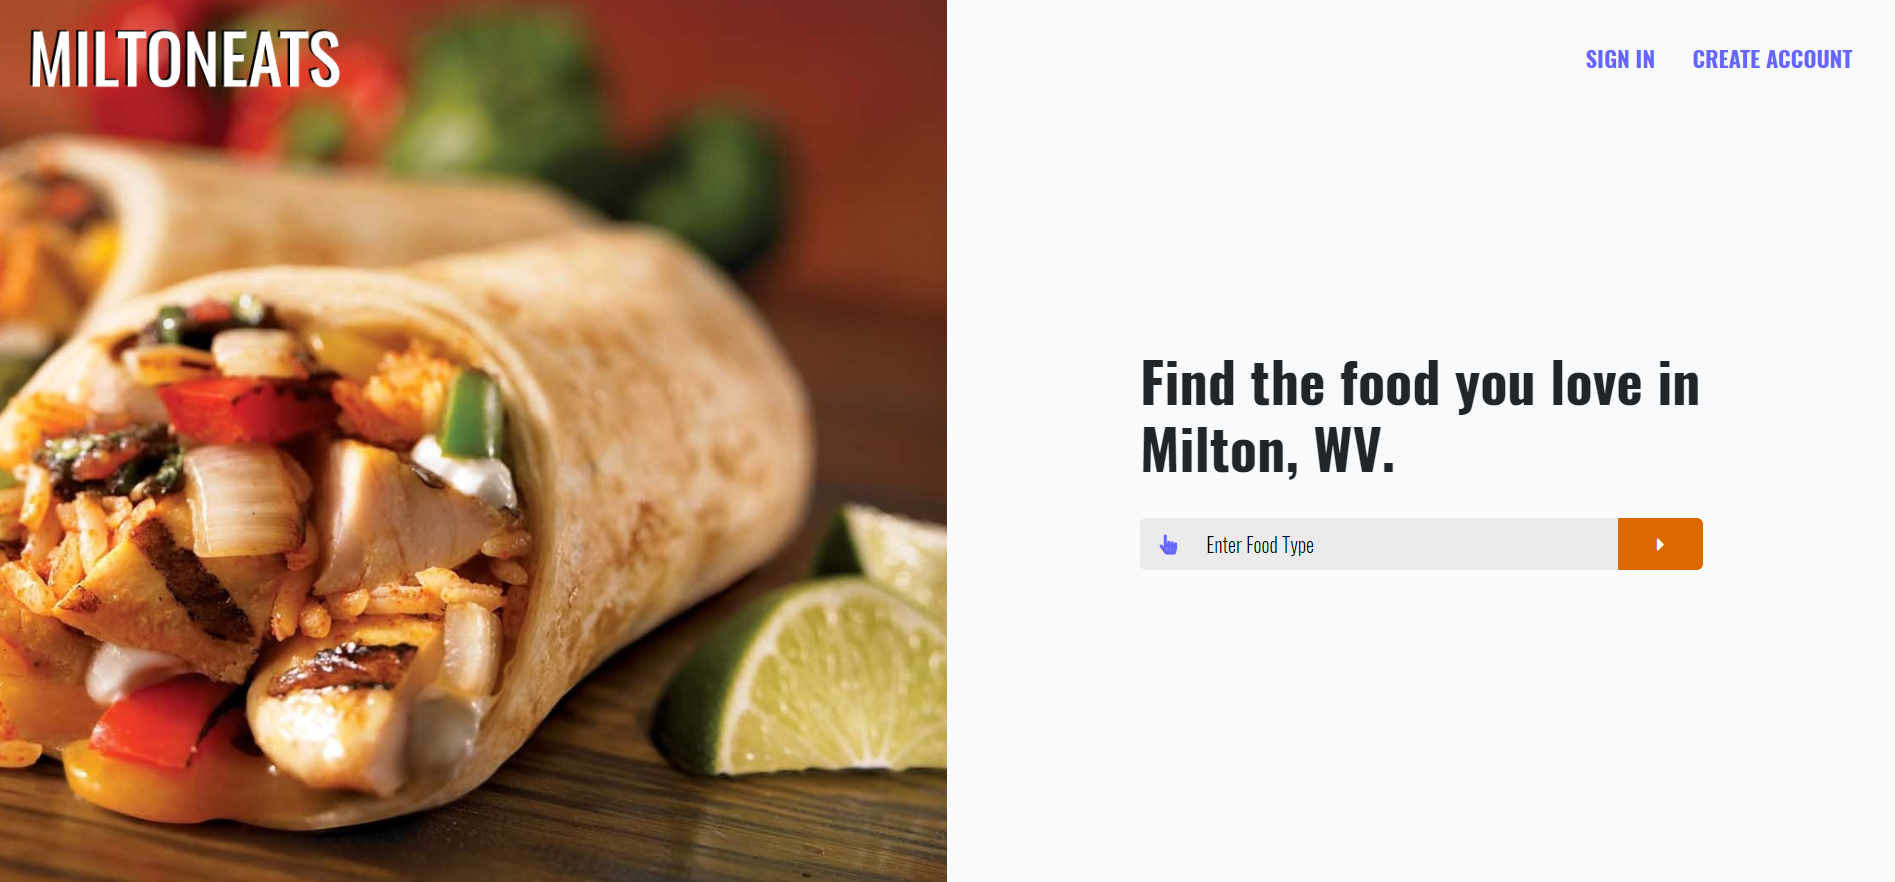 MILTONEATS
SIGN IN
CREATE ACCOUNT
Find the food you love in
Milton, WV.
Enter Food Type